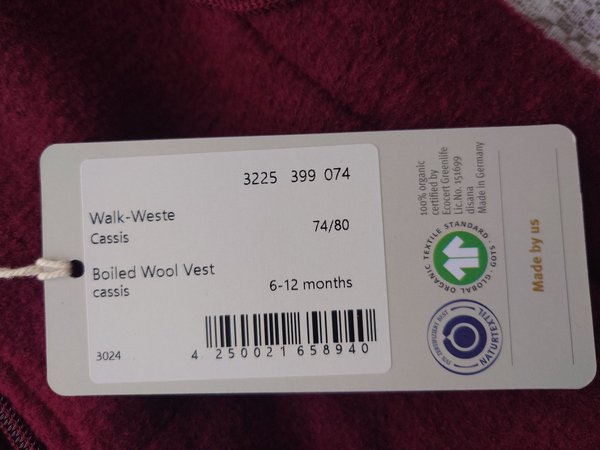 3225 399 074
Walk-Weste
Cassis
74/80
Boiled Wool Vest
cassis
6-12 months
3024
4 250021 658940
100% organic
certified by
Ecocert Greenlife
Lic.No. 151699
disana
Made in Germany
GLOBAL ORGANIC TEXTILE STANDARD · GOTS ·
NATURTEXTIL
Made by us